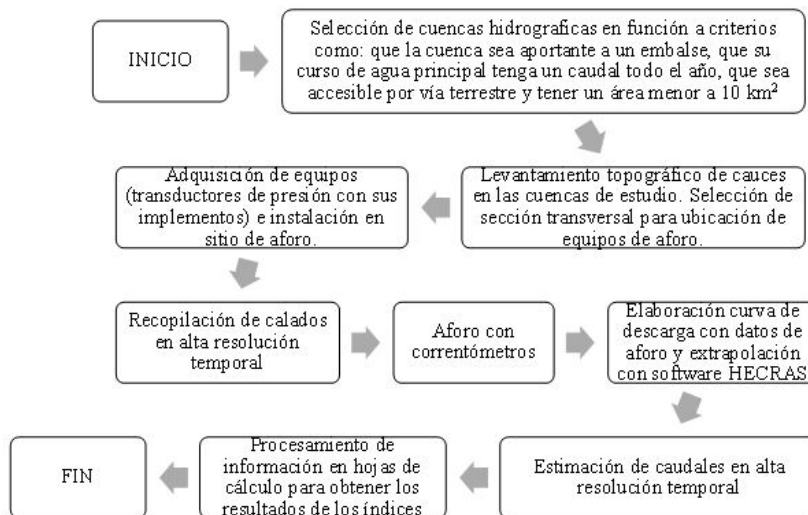 INICIO
Selección de cuencas hidrograficas en función a criterios
como: que la cuenca sea aportante a un embalse, que su
curso de agua principal tenga un caudal todo el año, que sea
accesible por vía terrestre y tener un área menor a 10 km²
Levantamiento topográfico de cauces
en las cuencas de estudio. Selección de
sección transversal para ubicación de
equipos de aforo.
Adquisición de equipos
(transductores de presión con sus
implementos) e instalación en
sitio de aforo.
Recopilación de calados
en alta resolución
temporal
Aforo con
correntómetros
Elaboración curva de
descarga con datos de
aforo y extrapolación
con software HECRAS
Estimación de caudales en alta
resolución temporal
Procesamiento de
información en hojas de
cálculo para obtener los
resultados de los índices
FIN